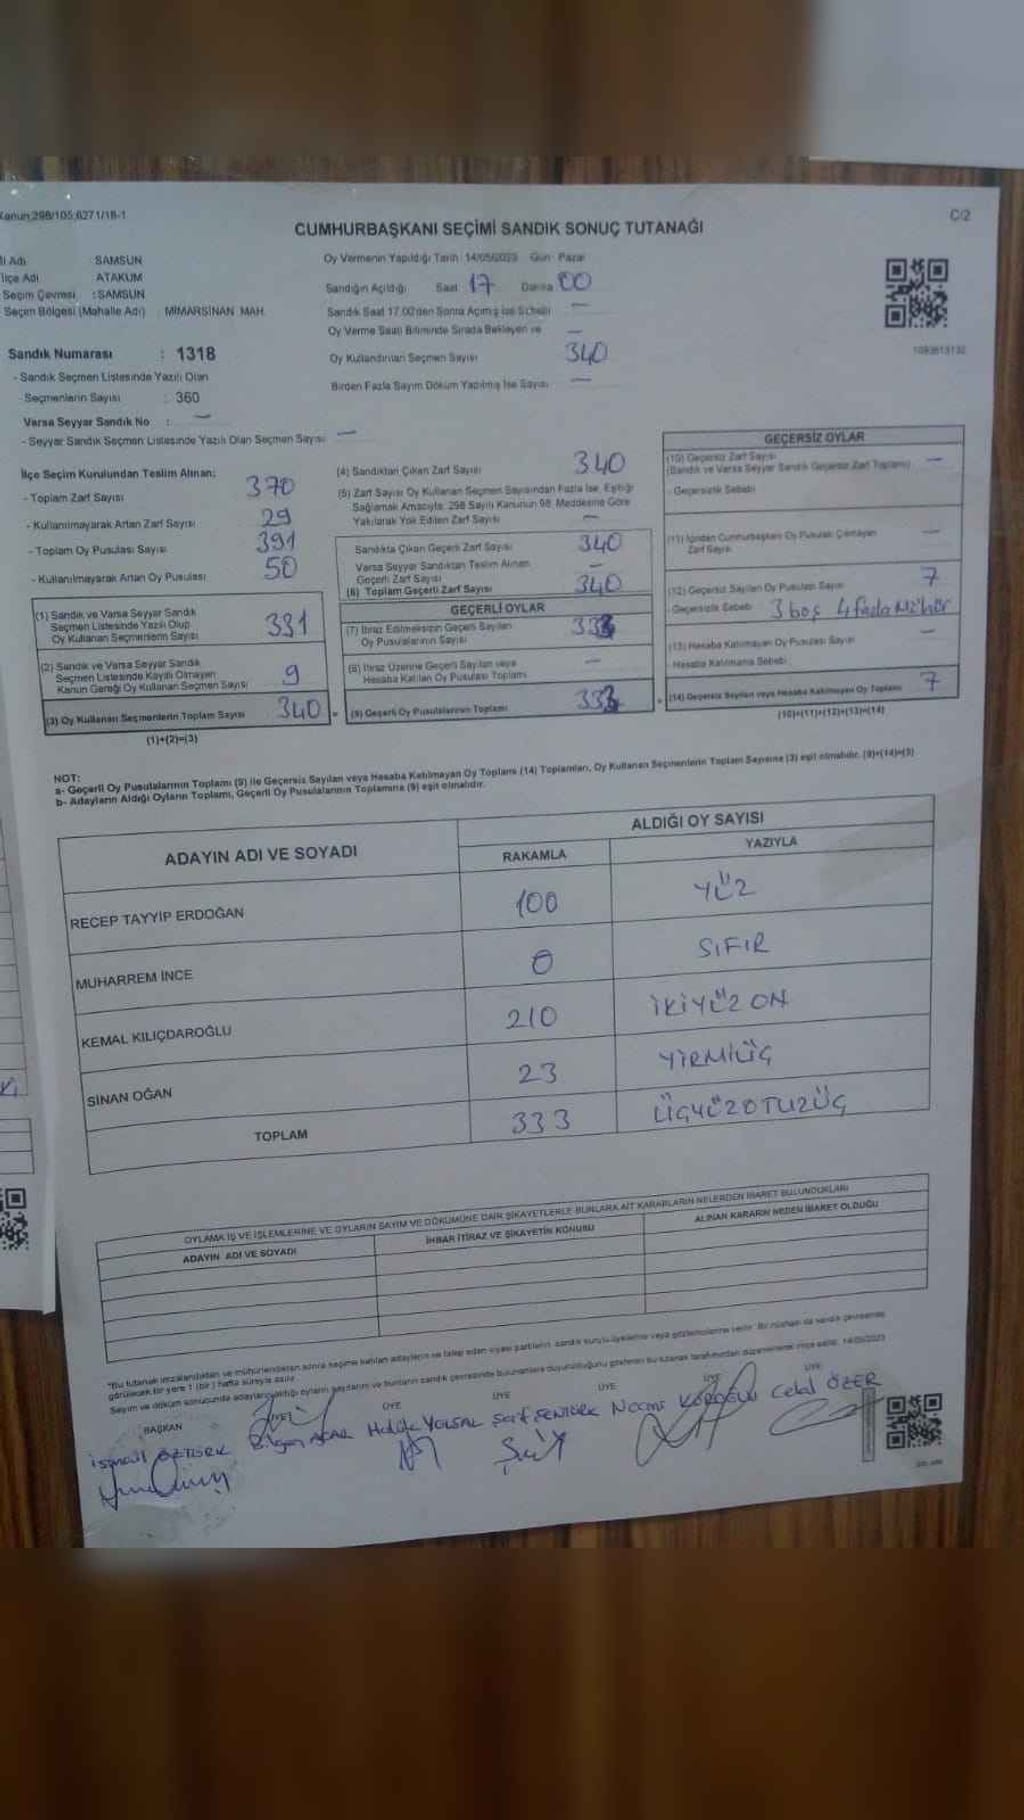 Kanun:298/105,6271/18-1
C/2
CUMHURBAŞKANI SEÇİMİ SANDIK SONUÇ TUTANAĞI
İl Adı SAMSUN
İlçe Adı ATAKUM
Seçim Çevresi : SAMSUN
Seçim Bölgesi (Mahalle Adı) MİMARSİNAN MAH.
Oy Vermenin Yapıldığı Tarih 14/05/2023 Gün Pazar
Sandığın Açıldığı Saat 17 Dakika 00
Sandık Saat 17.00'den Sonra Açılmış İse Sebebi —
Oy Verme Saati Bitiminde Sırada Bekleyen ve —
Oy Kullandırılan Seçmen Sayısı 340
Birden Fazla Sayım Döküm Yapılmış İse Sayısı —
Sandık Numarası : 1318
- Sandık Seçmen Listesinde Yazılı Olan
Seçmenlerin Sayısı : 360
Varsa Seyyar Sandık No : —
- Seyyar Sandık Seçmen Listesinde Yazılı Olan Seçmen Sayısı —
İlçe Seçim Kurulundan Teslim Alınan:
- Toplam Zarf Sayısı 370
- Kullanılmayarak Artan Zarf Sayısı 29
- Toplam Oy Pusulası Sayısı 391
- Kullanılmayarak Artan Oy Pusulası 50
(1) Sandık ve Varsa Seyyar Sandık
Seçmen Listesinde Yazılı Olup
Oy Kullanan Seçmenlerin Sayısı 331
(2) Sandık ve Varsa Seyyar Sandık
Seçmen Listesinde Kayıtlı Olmayan
Kanun Gereği Oy Kullanan Seçmen Sayısı 9
(3) Oy Kullanan Seçmenlerin Toplam Sayısı 340
(1)+(2)=(3)
(4) Sandıktan Çıkan Zarf Sayısı 340
(5) Zarf Sayısı Oy Kullanan Seçmen Sayısından Fazla İse, Eşitliği
Sağlamak Amacıyla; 298 Sayılı Kanunun 98. Maddesine Göre
Yakılarak Yok Edilen Zarf Sayısı —
Sandıkta Çıkan Geçerli Zarf Sayısı 340
Varsa Seyyar Sandıktan Teslim Alınan
Geçerli Zarf Sayısı —
(6) Toplam Geçerli Zarf Sayısı 340
GEÇERLİ OYLAR
(7) İtiraz Edilmeksizin Geçerli Sayılan
Oy Pusulalarının Sayısı 333
(8) İtiraz Üzerine Geçerli Sayılan veya
Hesaba Katılan Oy Pusulası Toplamı —
(9) Geçerli Oy Pusulalarının Toplamı 333
GEÇERSİZ OYLAR
(10) Geçersiz Zarf Sayısı
(Sandık ve Varsa Seyyar Sandık Geçersiz Zarf Toplamı) —
Geçersizlik Sebebi
(11) İçinden Cumhurbaşkanı Oy Pusulası Çıkmayan
Zarf Sayısı —
(12) Geçersiz Sayılan Oy Pusulası Sayısı 7
Geçersizlik Sebebi 3 boş 4 fazla Mühür
(13) Hesaba Katılmayan Oy Pusulası Sayısı —
Hesaba Katılmama Sebebi
(14) Geçersiz Sayılan veya Hesaba Katılmayan Oy Toplamı 7
(10)+(11)+(12)+(13)=(14)
NOT:
a- Geçerli Oy Pusulalarının Toplamı (9) ile Geçersiz Sayılan veya Hesaba Katılmayan Oy Toplamı (14) Toplamları, Oy Kullanan Seçmenlerin Toplam Sayısına (3) eşit olmalıdır. (9)+(14)=(3)
b- Adayların Aldığı Oyların Toplamı, Geçerli Oy Pusulalarının Toplamına (9) eşit olmalıdır.
ADAYIN ADI VE SOYADI
ALDIĞI OY SAYISI
RAKAMLA YAZIYLA
RECEP TAYYİP ERDOĞAN 100 YÜZ
MUHARREM İNCE 0 SIFIR
KEMAL KILIÇDAROĞLU 210 İKİYÜZ ON
SİNAN OĞAN 23 YİRMİÜÇ
TOPLAM 333 ÜÇYÜZOTUZÜÇ
OYLAMA İŞ VE İŞLEMLERİNE VE OYLARIN SAYIM VE DÖKÜMÜNE DAİR ŞİKAYETLERLE BUNLARA AİT KARARLARIN NELERDEN İBARET BULUNDUKLARI
ADAYIN ADI VE SOYADI
İHBAR İTİRAZ VE ŞİKAYETİN KONUSU
ALINAN KARARIN NEDEN İBARET OLDUĞU
BAŞKAN ÜYE ÜYE ÜYE ÜYE ÜYE ÜYE
İsmail ÖZTÜRK Bilgen ACAR YOLSAL ŞENTÜRK KÖROĞLU Celal ÖZER